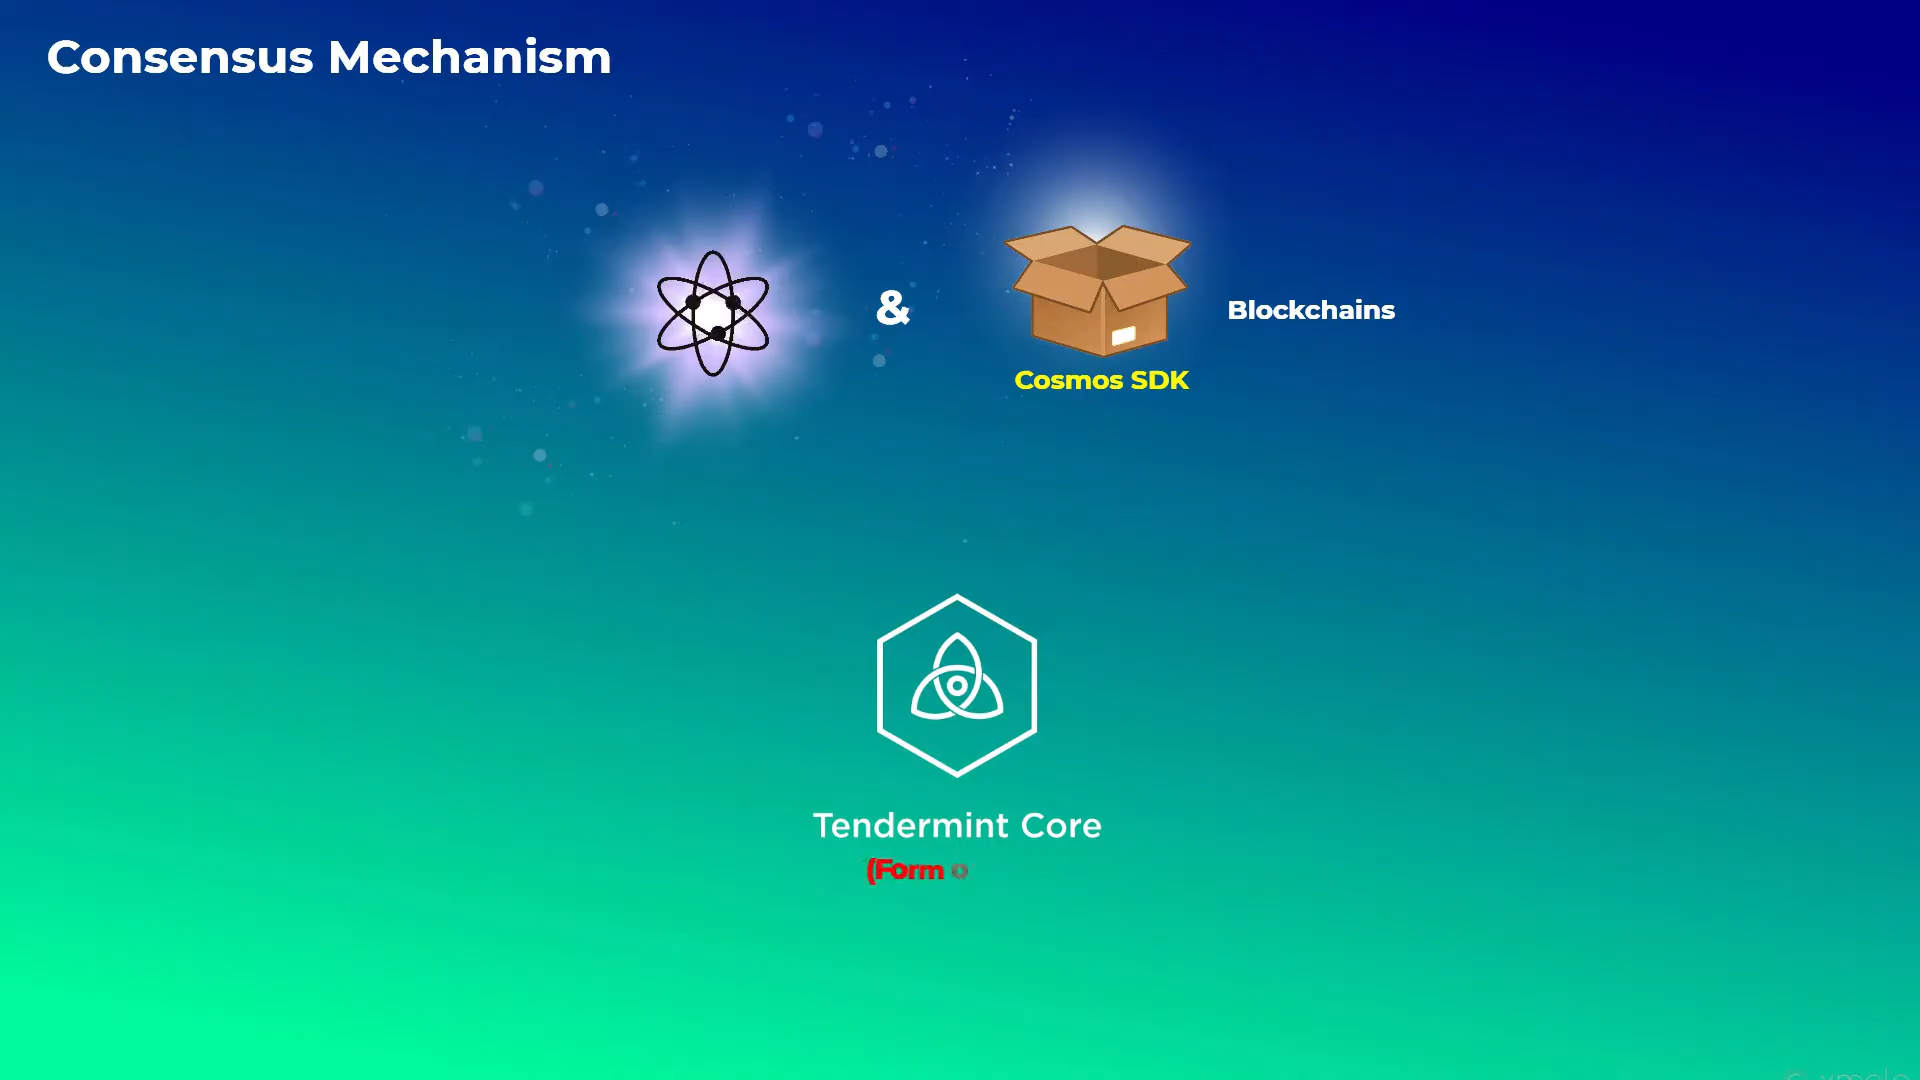 Consensus Mechanism
&
Blockchains
Cosmos SDK
Tendermint Core
(Form o